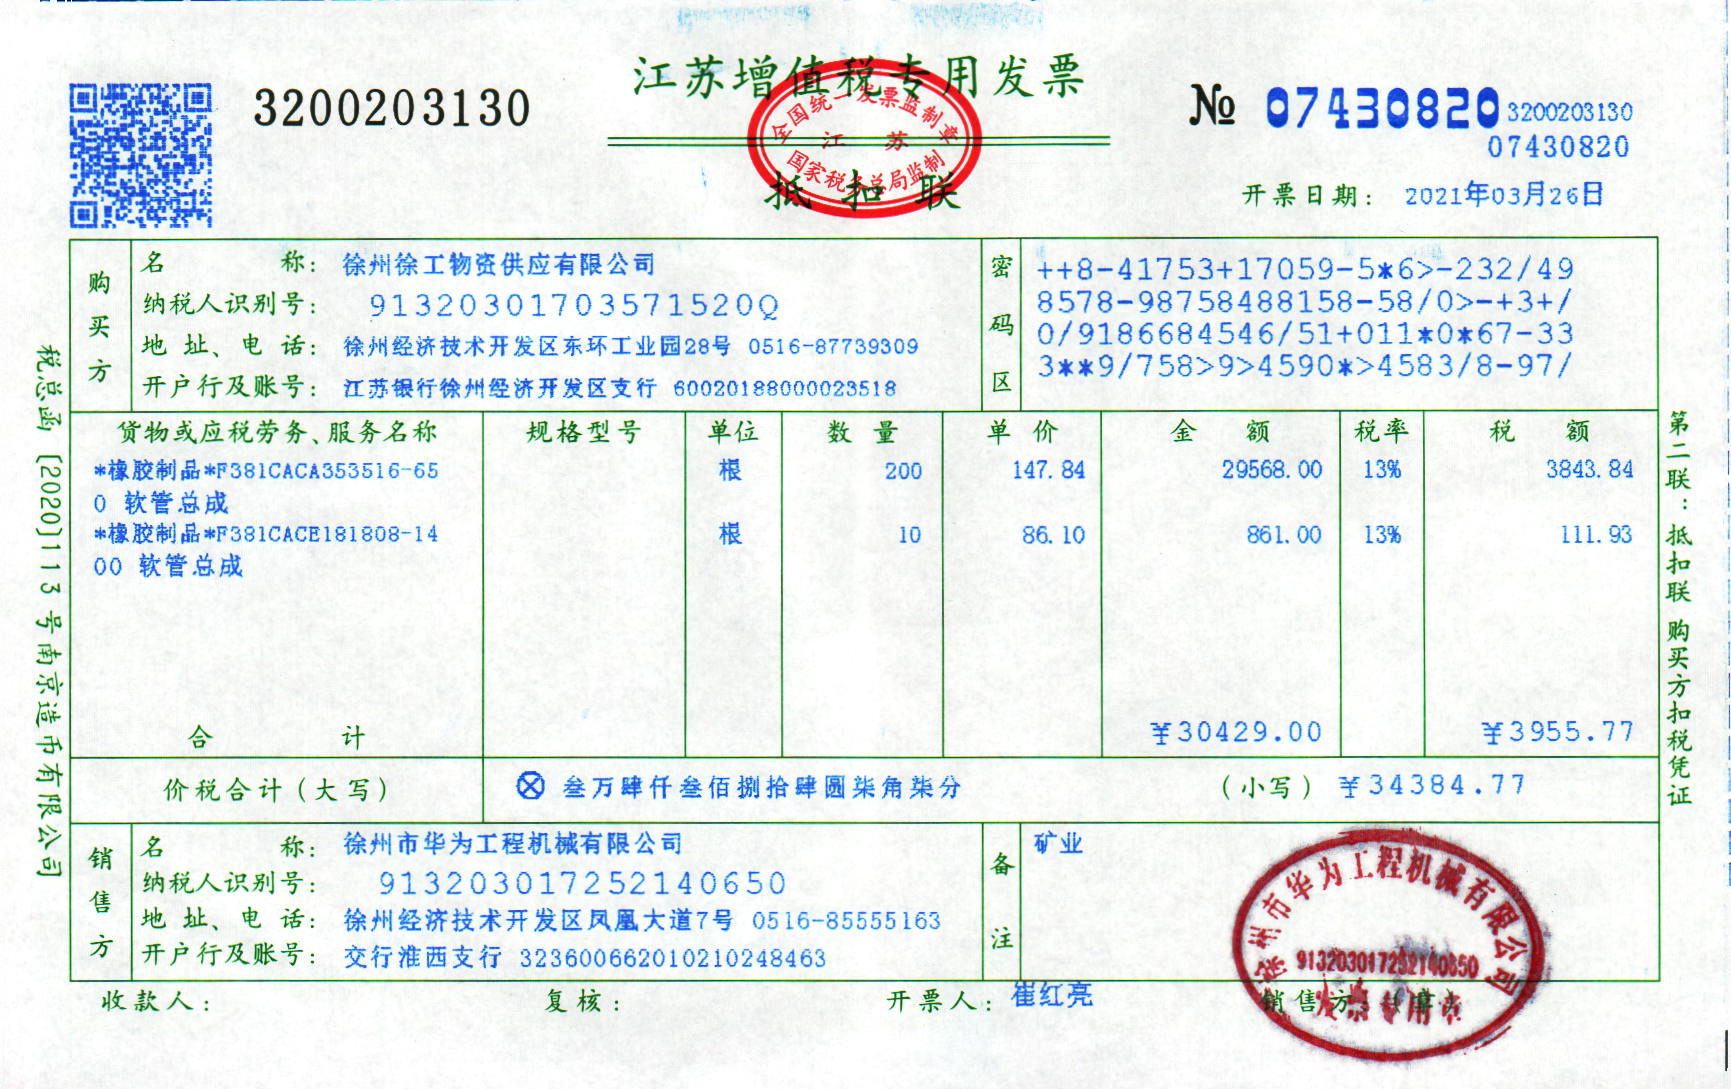 江苏增值税专用发票
3200203130
№ 07430820 3200203130
07430820
全国统一发票监制章
江 苏
国家税务总局监制
抵扣联
开票日期: 2021年03月26日
购买方
名 称: 徐州徐工物资供应有限公司
纳税人识别号: 91320301703571520Q
地 址、电 话: 徐州经济技术开发区东环工业园28号 0516-87739309
开户行及账号: 江苏银行徐州经济开发区支行 60020188000023518
密码区
++8-41753+17059-5*6>-232/49
8578-98758488158-58/0>-+3+/
0/9186684546/51+011*0*67-33
3**9/758>9>4590*>4583/8-97/
货物或应税劳务、服务名称 规格型号 单位 数 量 单 价 金 额 税率 税 额
*橡胶制品*F381CACA353516-65 根 200 147.84 29568.00 13% 3843.84
0 软管总成
*橡胶制品*F381CACE181808-14 根 10 86.10 861.00 13% 111.93
00 软管总成
合 计 ¥30429.00 ¥3955.77
价税合计(大写) ⊗ 叁万肆仟叁佰捌拾肆圆柒角柒分 (小写) ¥34384.77
销售方
名 称: 徐州市华为工程机械有限公司
纳税人识别号: 913203017252140650
地 址、电 话: 徐州经济技术开发区凤凰大道7号 0516-85555163
开户行及账号: 交行淮西支行 323600662010210248463
备注
矿业
收款人: 复核: 开票人: 崔红亮 销售方:(章)
徐州市华为工程机械有限公司
913203017252140650
发票专用章
税总函[2020]113号南京造币有限公司
第二联:抵扣联 购买方扣税凭证